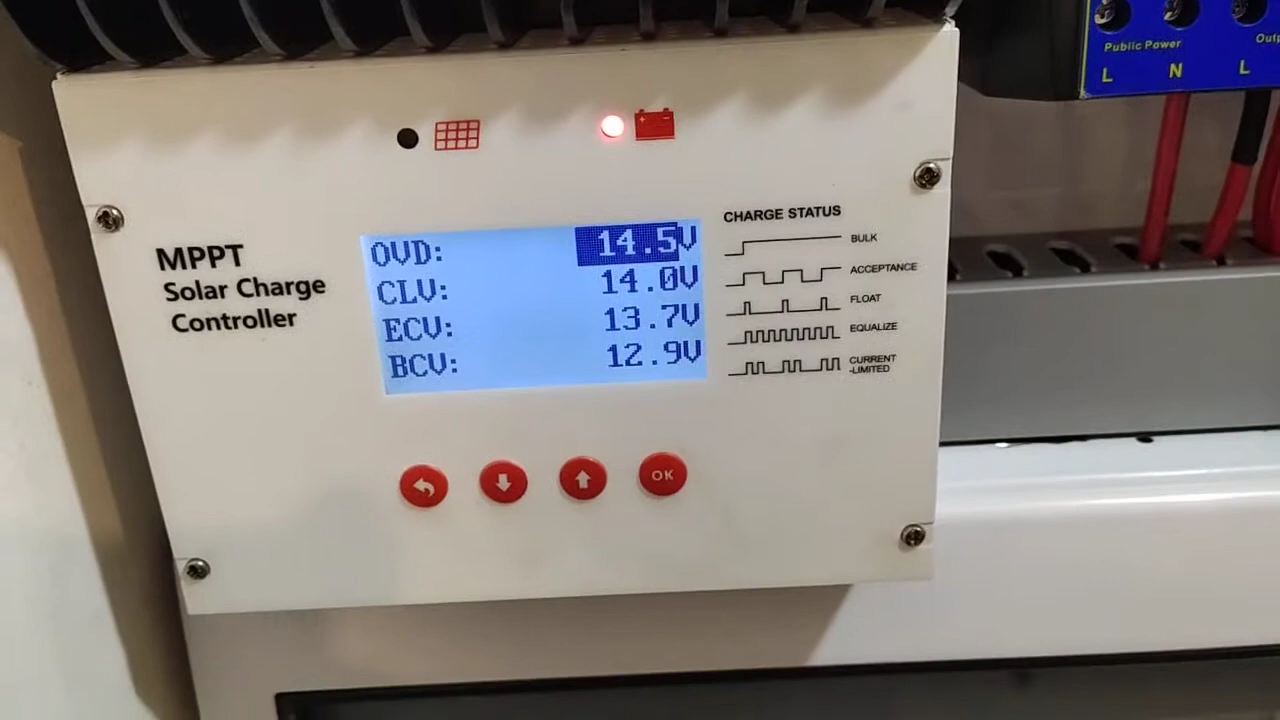 Public Power
L N L
MPPT
Solar Charge
Controller
OVD: 14.5V
CLV: 14.0V
ECV: 13.7V
BCV: 12.9V
CHARGE STATUS
BULK
ACCEPTANCE
FLOAT
EQUALIZE
CURRENT
-LIMITED
OK